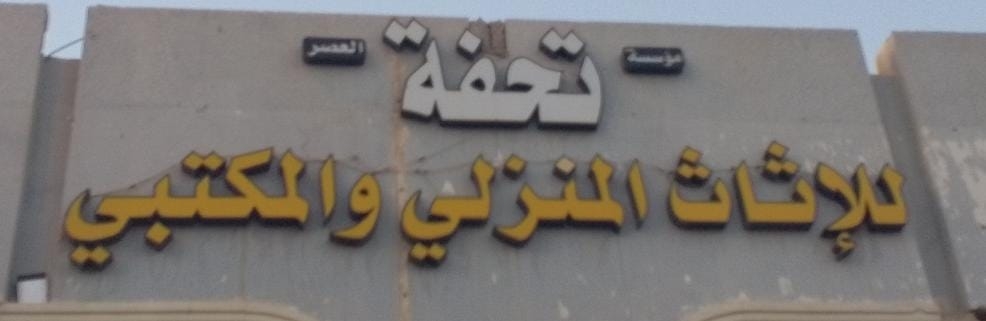 مؤسسة تحفة العصر
للإثاث المنزلي والمكتبي